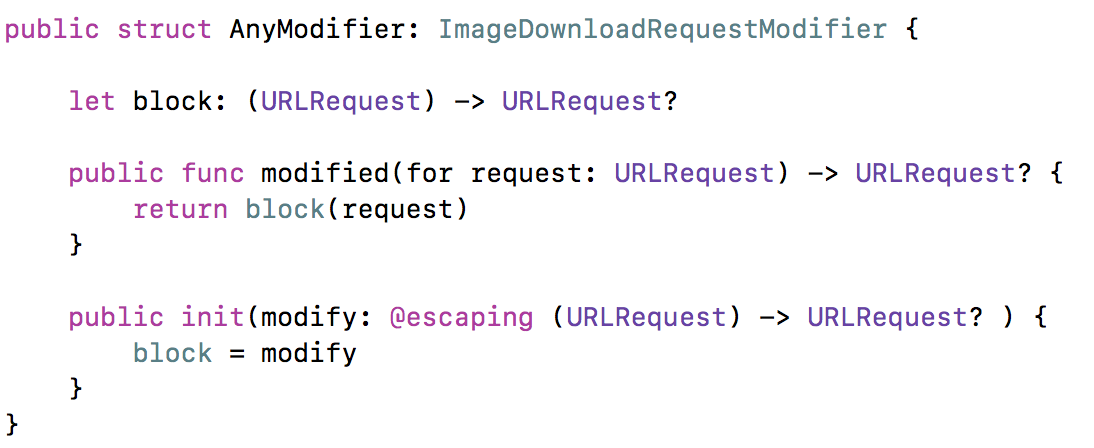 public struct AnyModifier: ImageDownloadRequestModifier {
    let block: (URLRequest) -> URLRequest?
    public func modified(for request: URLRequest) -> URLRequest? {
        return block(request)
    }
    public init(modify: @escaping (URLRequest) -> URLRequest? ) {
        block = modify
    }
}